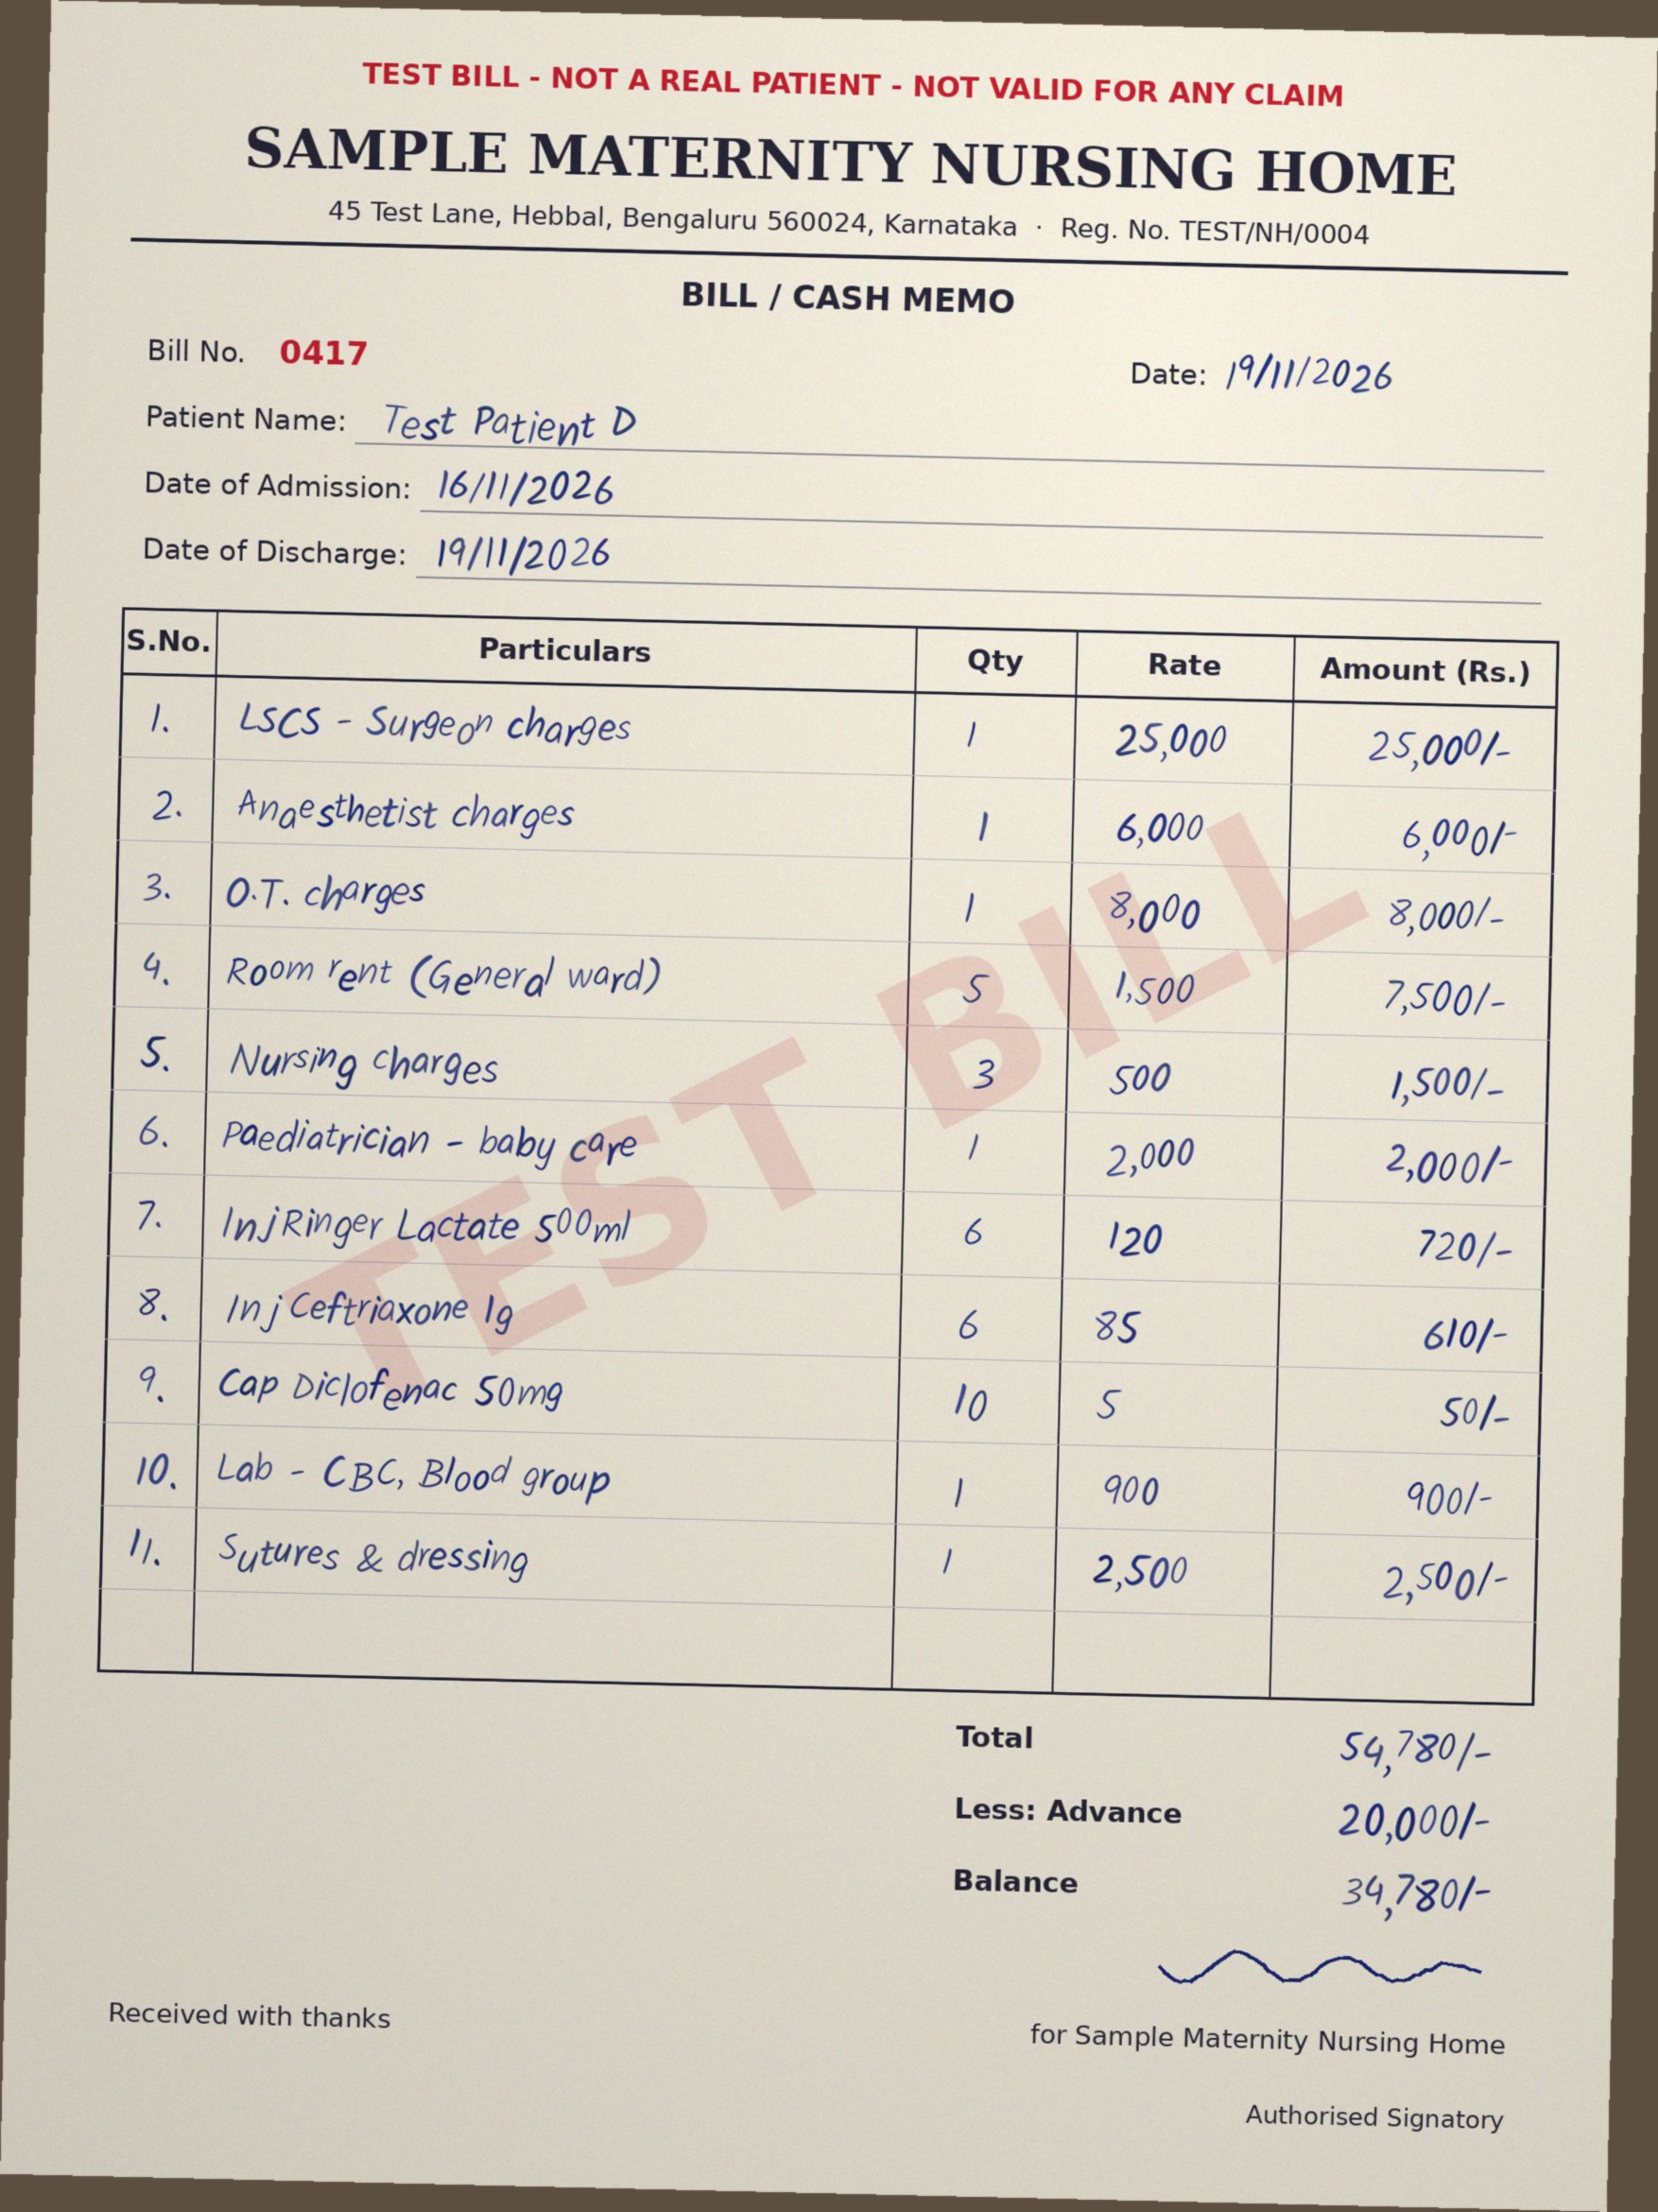 TEST BILL - NOT A REAL PATIENT - NOT VALID FOR ANY CLAIM
SAMPLE MATERNITY NURSING HOME
45 Test Lane, Hebbal, Bengaluru 560024, Karnataka · Reg. No. TEST/NH/0004
BILL / CASH MEMO
Bill No. 0417 Date: 19/11/2026
Patient Name: Test Patient D
Date of Admission: 16/11/2026
Date of Discharge: 19/11/2026
S.No. Particulars Qty Rate Amount (Rs.)
1. LSCS - Surgeon charges 1 25,000 25,000/-
2. Anaesthetist charges 1 6,000 6,000/-
3. O.T. charges 1 8,000 8,000/-
4. Room rent (General ward) 5 1,500 7,500/-
5. Nursing charges 3 500 1,500/-
6. Paediatrician - baby care 1 2,000 2,000/-
7. Inj Ringer Lactate 500ml 6 120 720/-
8. Inj Ceftriaxone 1g 6 85 610/-
9. Cap Diclofenac 50mg 10 5 50/-
10. Lab - CBC, Blood group 1 900 900/-
11. Sutures & dressing 1 2,500 2,500/-
TEST BILL
Total 54,780/-
Less: Advance 20,000/-
Balance 34,780/-
Received with thanks
for Sample Maternity Nursing Home
Authorised Signatory